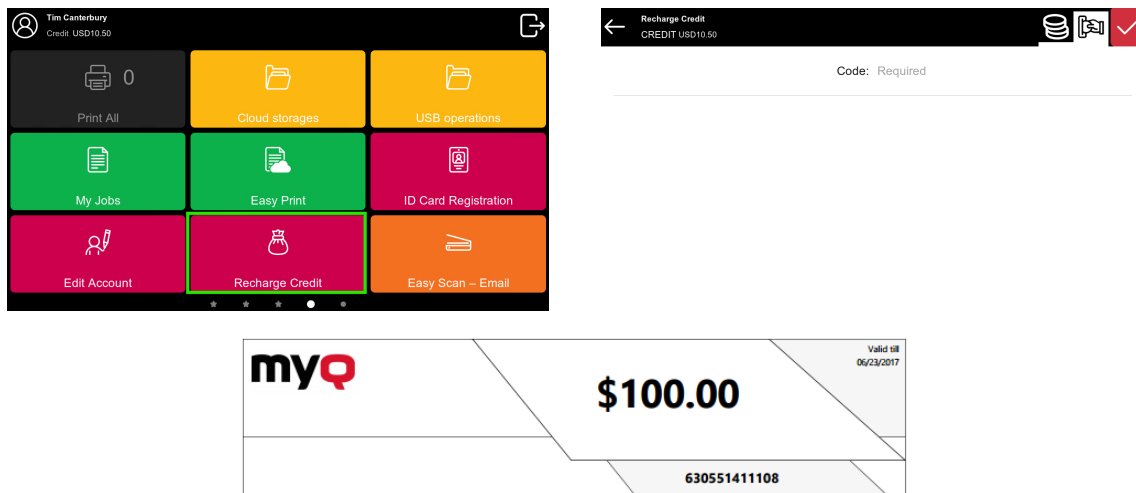 Tim Canterbury
Credit USD10.50
0
Print All
Cloud storages
USB operations
My Jobs
Easy Print
ID Card Registration
Edit Account
Recharge Credit
Easy Scan – Email
Recharge Credit
CREDIT USD10.50
Code: Required
myQ
$100.00
Valid till
06/23/2017
630551411108